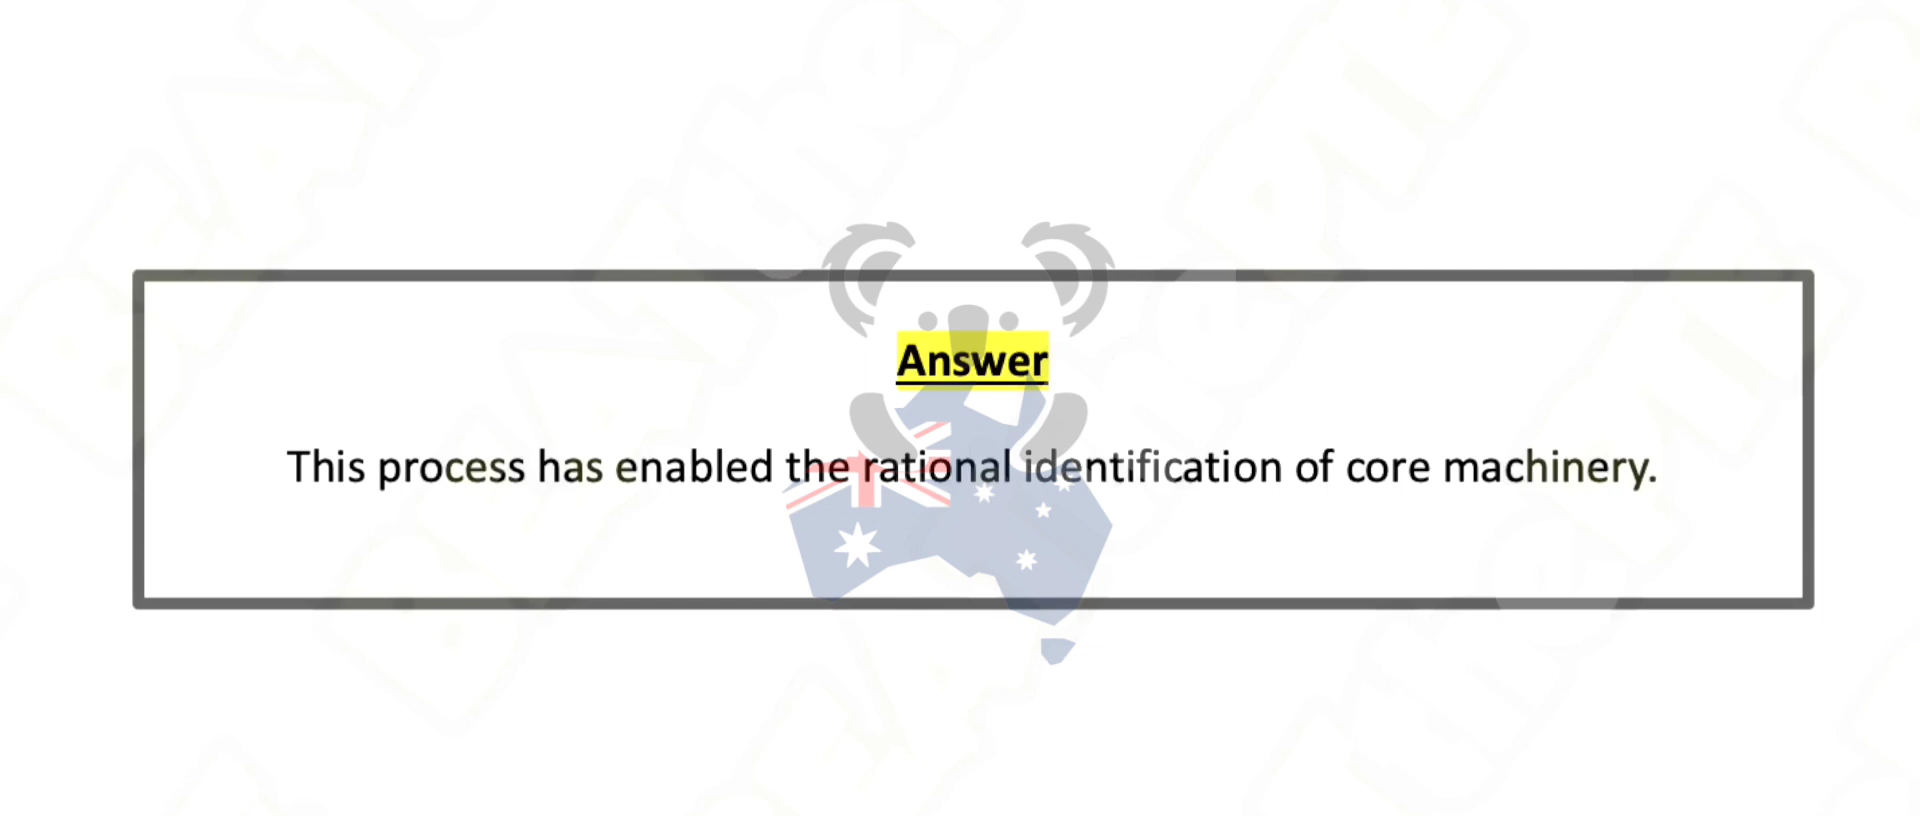 Answer
This process has enabled the rational identification of core machinery.